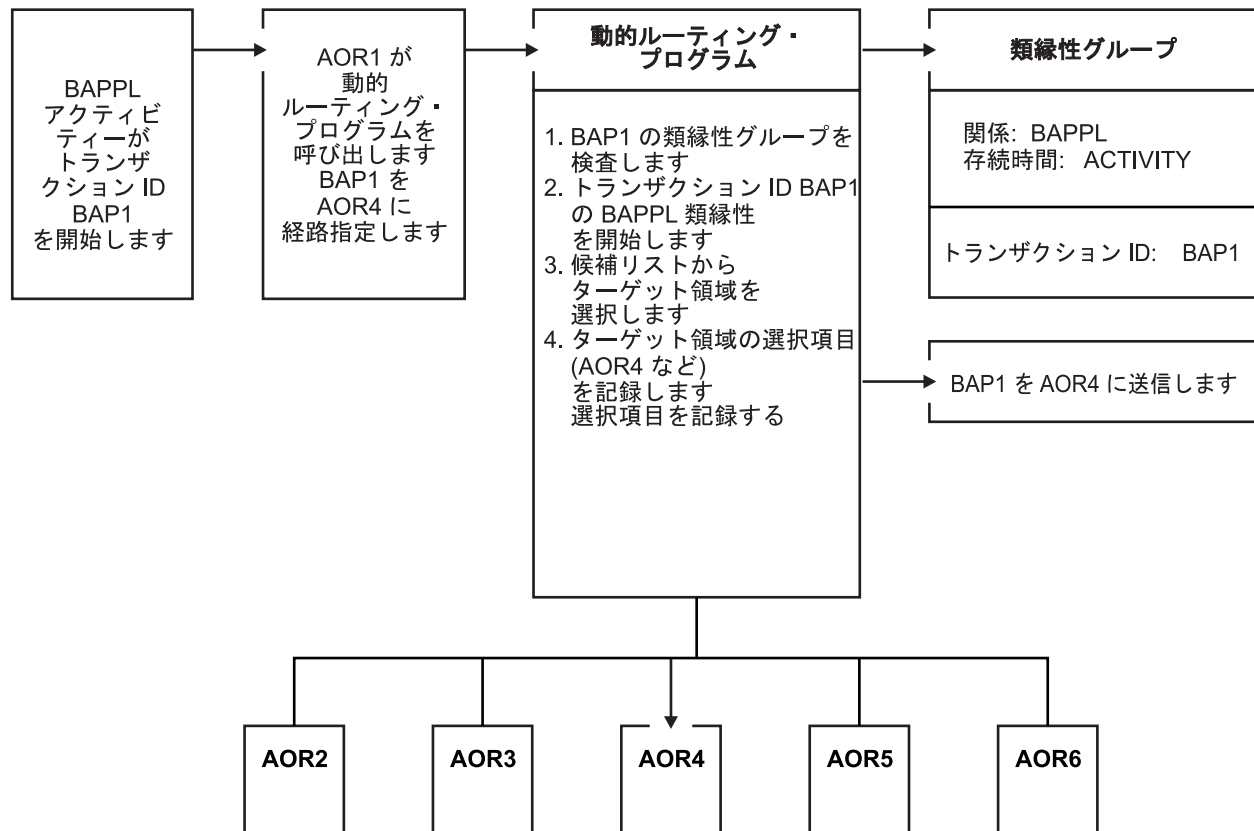 BAPPL
アクティビ
ティーが
トランザ
クション ID
BAP1
を開始します
AOR1 が
動的
ルーティング・
プログラムを
呼び出します
BAP1 を
AOR4 に
経路指定します
動的ルーティング・
プログラム
1. BAP1 の類縁性グループを
検査します
2. トランザクション ID BAP1
の BAPPL 類縁性
を開始します
3. 候補リストから
ターゲット領域を
選択します
4. ターゲット領域の選択項目
(AOR4 など)
を記録します
選択項目を記録する
類縁性グループ
関係: BAPPL
存続時間: ACTIVITY
トランザクション ID: BAP1
BAP1 を AOR4 に送信します
AOR2
AOR3
AOR4
AOR5
AOR6